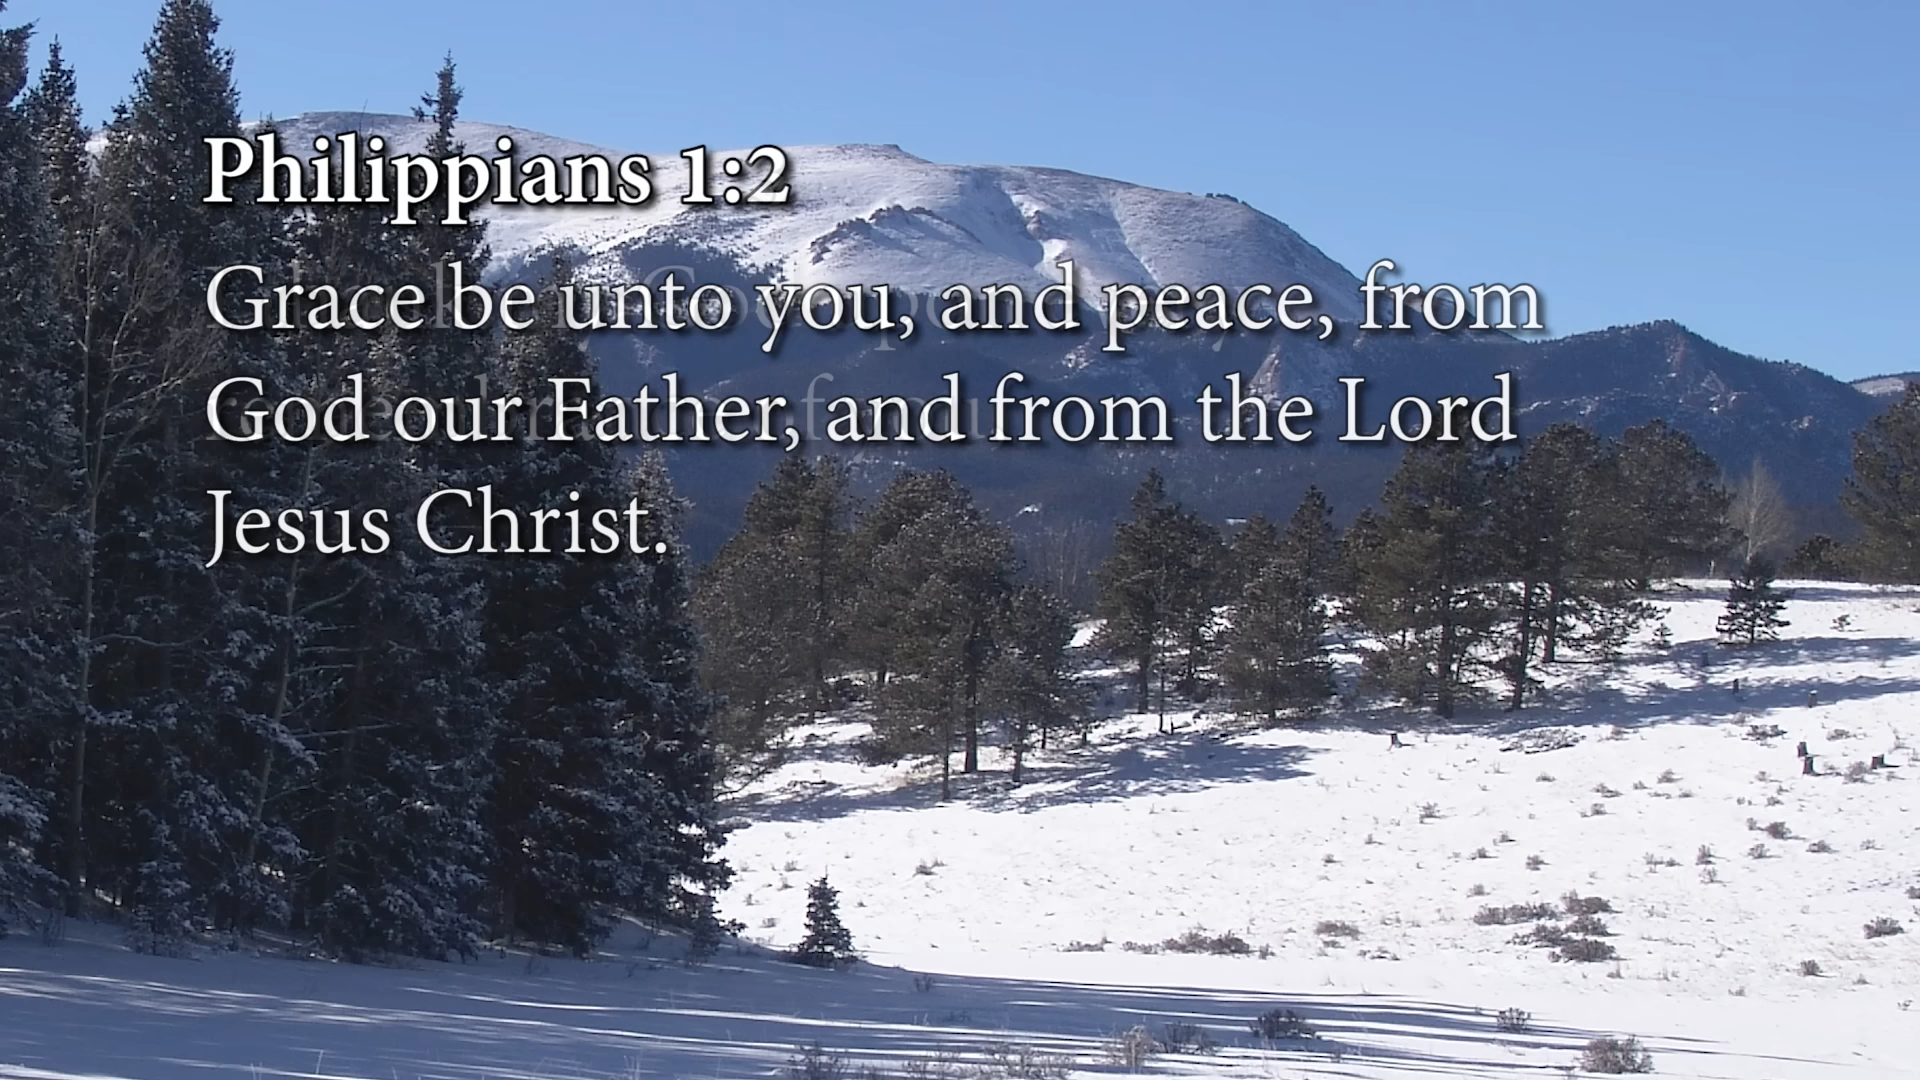 Philippians 1:2
Grace be unto you, and peace, from
God our Father, and from the Lord
Jesus Christ.